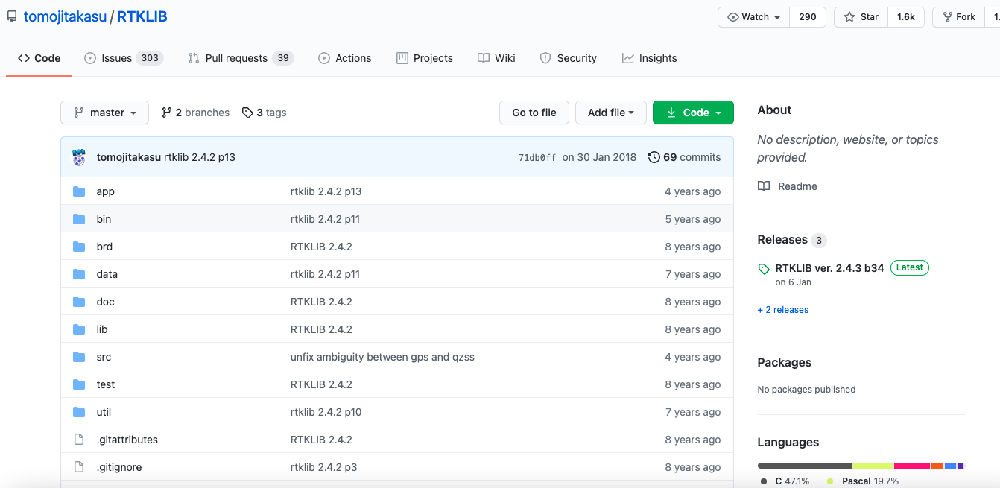 tomojitakasu / RTKLIB
Watch 290 Star 1.6k Fork 1.
Code Issues 303 Pull requests 39 Actions Projects Wiki Security Insights
master 2 branches 3 tags Go to file Add file Code
tomojitakasu rtklib 2.4.2 p13 71db0ff on 30 Jan 2018 69 commits
app rtklib 2.4.2 p13 4 years ago
bin rtklib 2.4.2 p11 5 years ago
brd RTKLIB 2.4.2 8 years ago
data rtklib 2.4.2 p11 7 years ago
doc RTKLIB 2.4.2 8 years ago
lib RTKLIB 2.4.2 8 years ago
src unfix ambiguity between gps and qzss 4 years ago
test RTKLIB 2.4.2 8 years ago
util rtklib 2.4.2 p10 7 years ago
.gitattributes RTKLIB 2.4.2 8 years ago
.gitignore rtklib 2.4.2 p3 8 years ago
About
No description, website, or topics
provided.
Readme
Releases 3
RTKLIB ver. 2.4.3 b34 Latest
on 6 Jan
+ 2 releases
Packages
No packages published
Languages
C 47.1% Pascal 19.7%